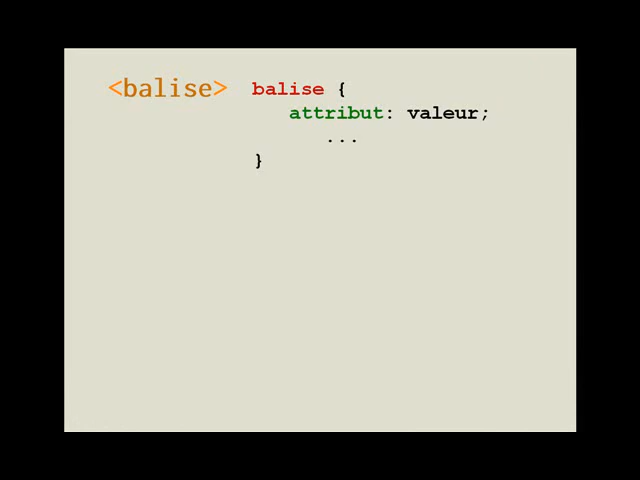 <balise> balise {
attribut: valeur;
...
}